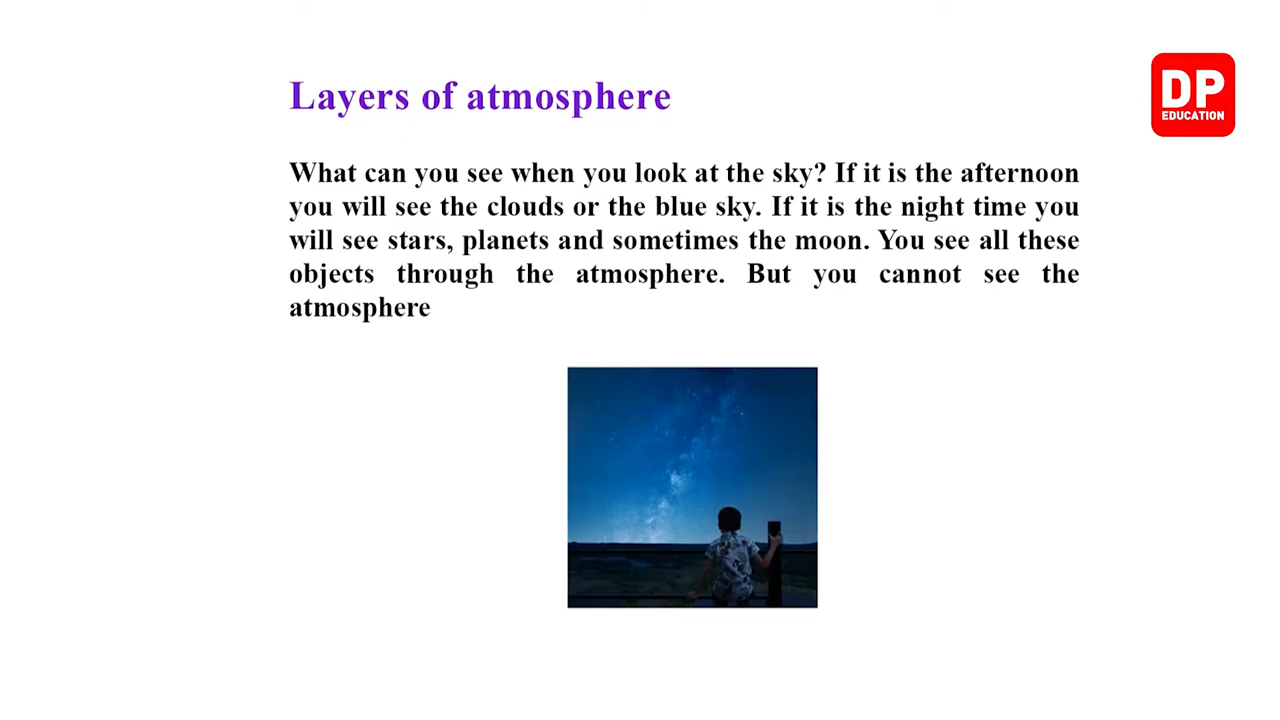 Layers of atmosphere
DP
EDUCATION
What can you see when you look at the sky? If it is the afternoon
you will see the clouds or the blue sky. If it is the night time you
will see stars, planets and sometimes the moon. You see all these
objects through the atmosphere. But you cannot see the
atmosphere